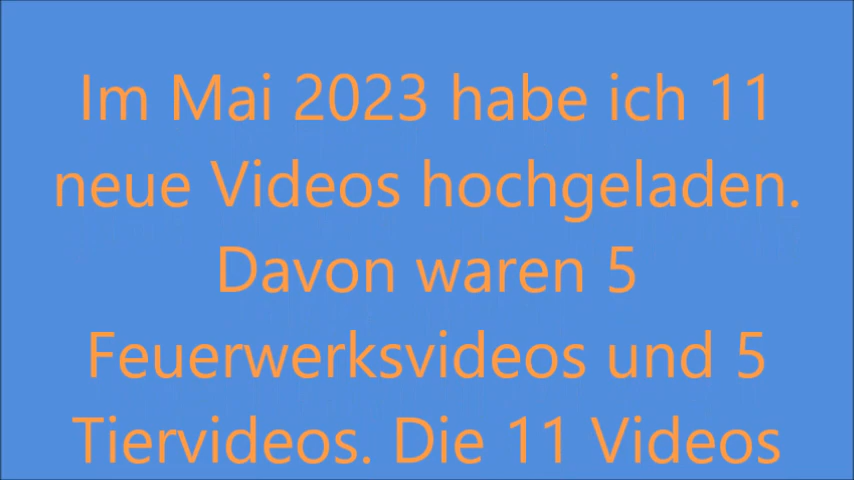 Im Mai 2023 habe ich 11
neue Videos hochgeladen.
Davon waren 5
Feuerwerksvideos und 5
Tiervideos. Die 11 Videos